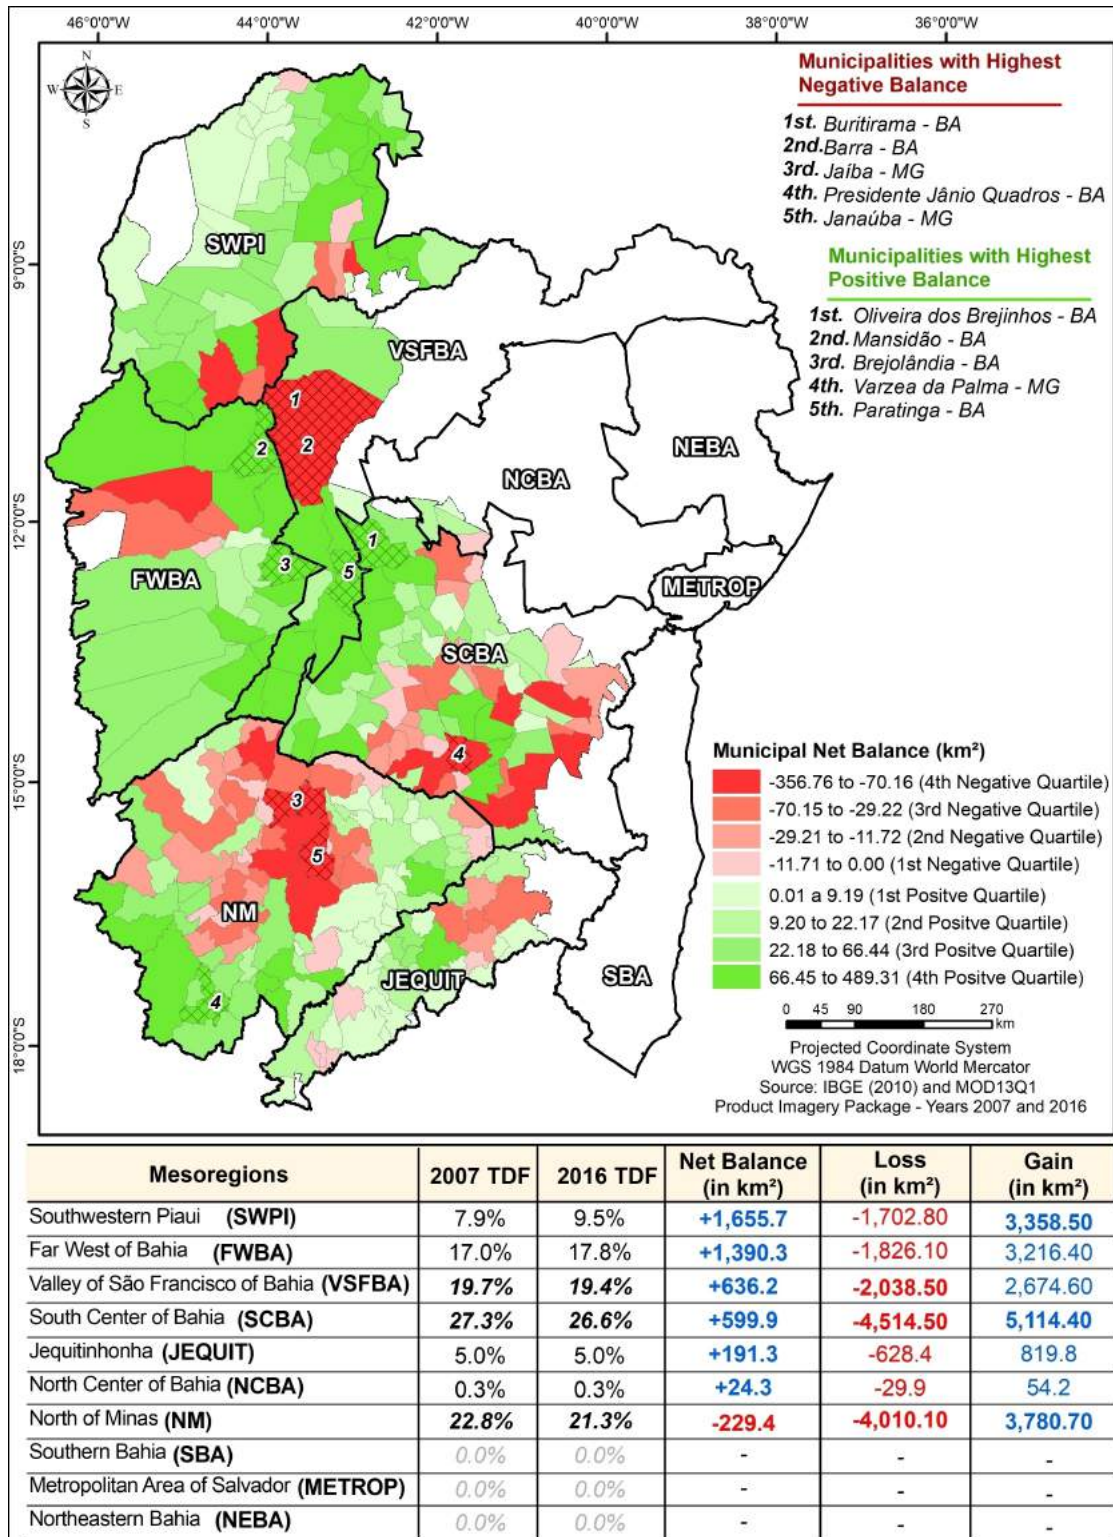 46°0'0"W 44°0'0"W 42°0'0"W 40°0'0"W 38°0'0"W 36°0'0"W
N
W E
S
Municipalities with Highest
Negative Balance
1st. Buritirama - BA
2nd. Barra - BA
3rd. Jaíba - MG
4th. Presidente Jânio Quadros - BA
5th. Janaúba - MG
Municipalities with Highest
Positive Balance
1st. Oliveira dos Brejinhos - BA
2nd. Mansidão - BA
3rd. Brejolândia - BA
4th. Varzea da Palma - MG
5th. Paratinga - BA
9°0'0"S
12°0'0"S
15°0'0"S
18°0'0"S
SWPI
VSFBA
1
2
2
NEBA
NCBA
1
3
5
FWBA
METROP
SCBA
4
3
5
NM
JEQUIT
SBA
4
Municipal Net Balance (km²)
-356.76 to -70.16 (4th Negative Quartile)
-70.15 to -29.22 (3rd Negative Quartile)
-29.21 to -11.72 (2nd Negative Quartile)
-11.71 to 0.00 (1st Negative Quartile)
0.01 a 9.19 (1st Positve Quartile)
9.20 to 22.17 (2nd Positve Quartile)
22.18 to 66.44 (3rd Positve Quartile)
66.45 to 489.31 (4th Positve Quartile)
0 45 90 180 270
km
Projected Coordinate System
WGS 1984 Datum World Mercator
Source: IBGE (2010) and MOD13Q1
Product Imagery Package - Years 2007 and 2016
Mesoregions 2007 TDF 2016 TDF Net Balance (in km²) Loss (in km²) Gain (in km²)
Southwestern Piaui (SWPI) 7.9% 9.5% +1,655.7 -1,702.80 3,358.50
Far West of Bahia (FWBA) 17.0% 17.8% +1,390.3 -1,826.10 3,216.40
Valley of São Francisco of Bahia (VSFBA) 19.7% 19.4% +636.2 -2,038.50 2,674.60
South Center of Bahia (SCBA) 27.3% 26.6% +599.9 -4,514.50 5,114.40
Jequitinhonha (JEQUIT) 5.0% 5.0% +191.3 -628.4 819.8
North Center of Bahia (NCBA) 0.3% 0.3% +24.3 -29.9 54.2
North of Minas (NM) 22.8% 21.3% -229.4 -4,010.10 3,780.70
Southern Bahia (SBA) 0.0% 0.0% - - -
Metropolitan Area of Salvador (METROP) 0.0% 0.0% - - -
Northeastern Bahia (NEBA) 0.0% 0.0% - - -